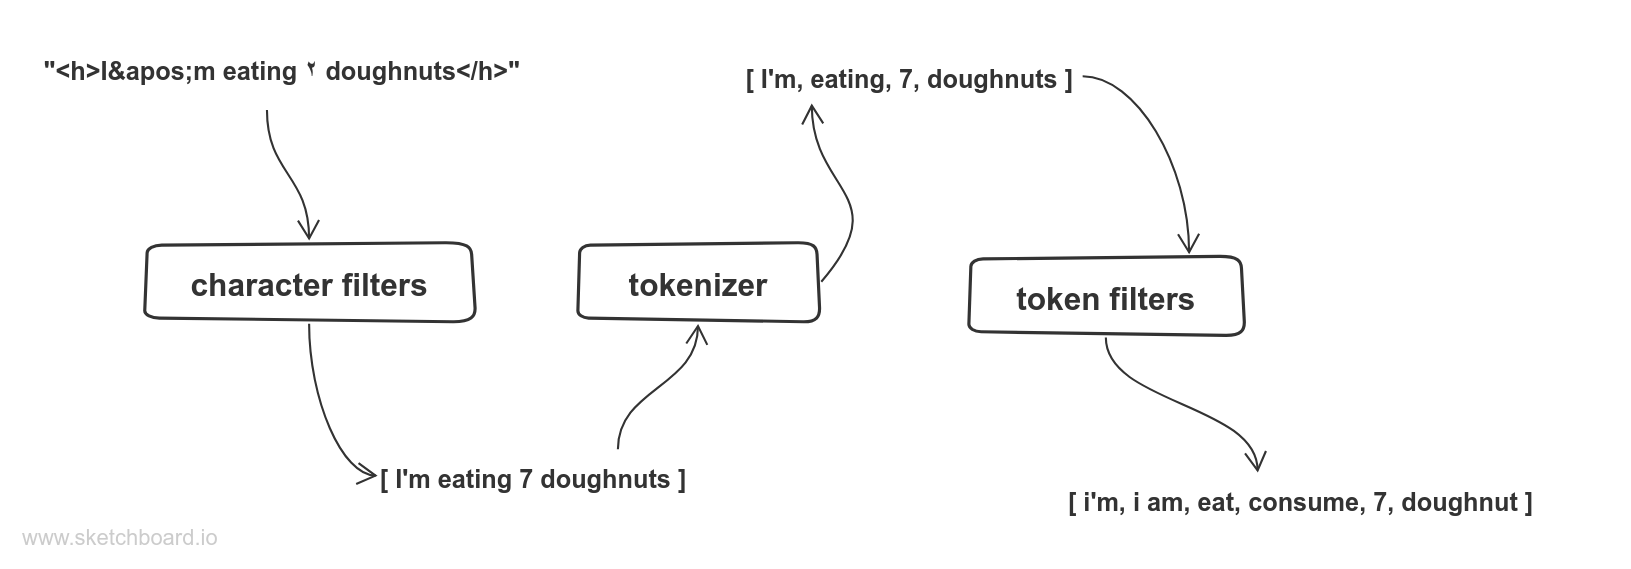 "<h>I&apos;m eating ٢ doughnuts</h>"
character filters
[ I'm eating 7 doughnuts ]
tokenizer
[ I'm, eating, 7, doughnuts ]
token filters
[ i'm, i am, eat, consume, 7, doughnut ]
www.sketchboard.io